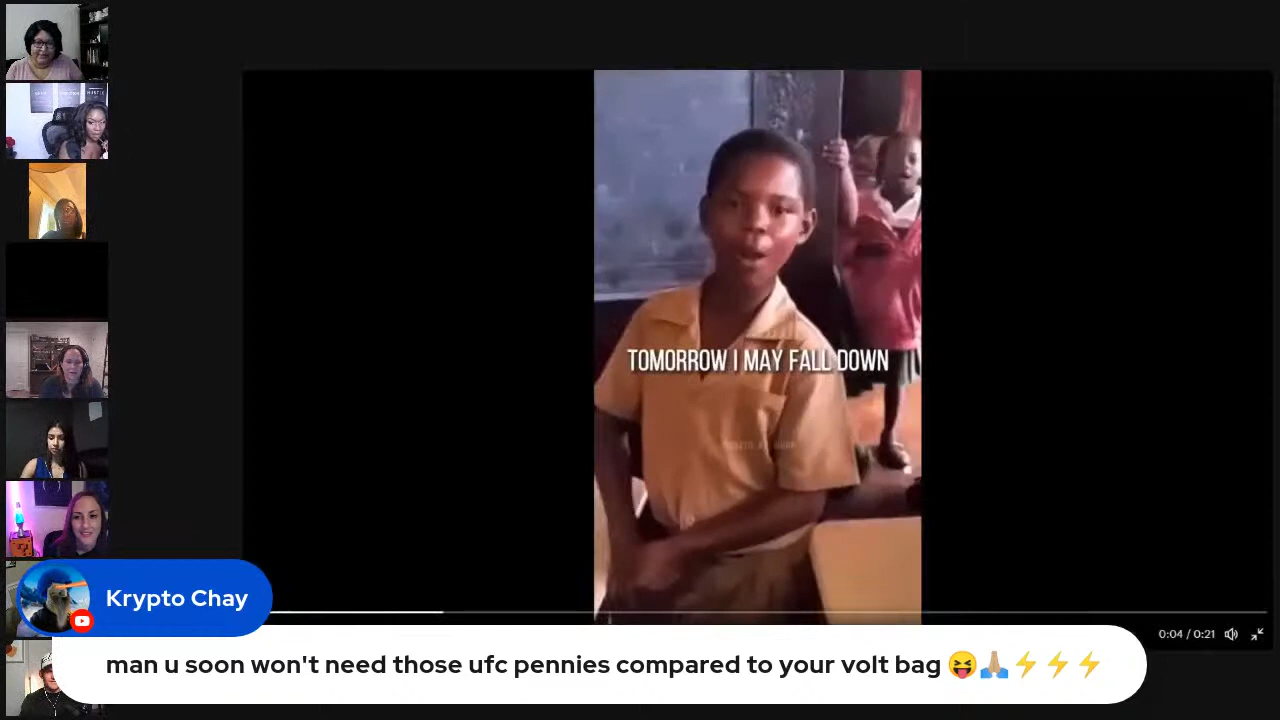 TOMORROW I MAY FALL DOWN
Krypto Chay
man u soon won't need those ufc pennies compared to your volt bag 😝🙏🏼⚡⚡⚡
0:04 / 0:21